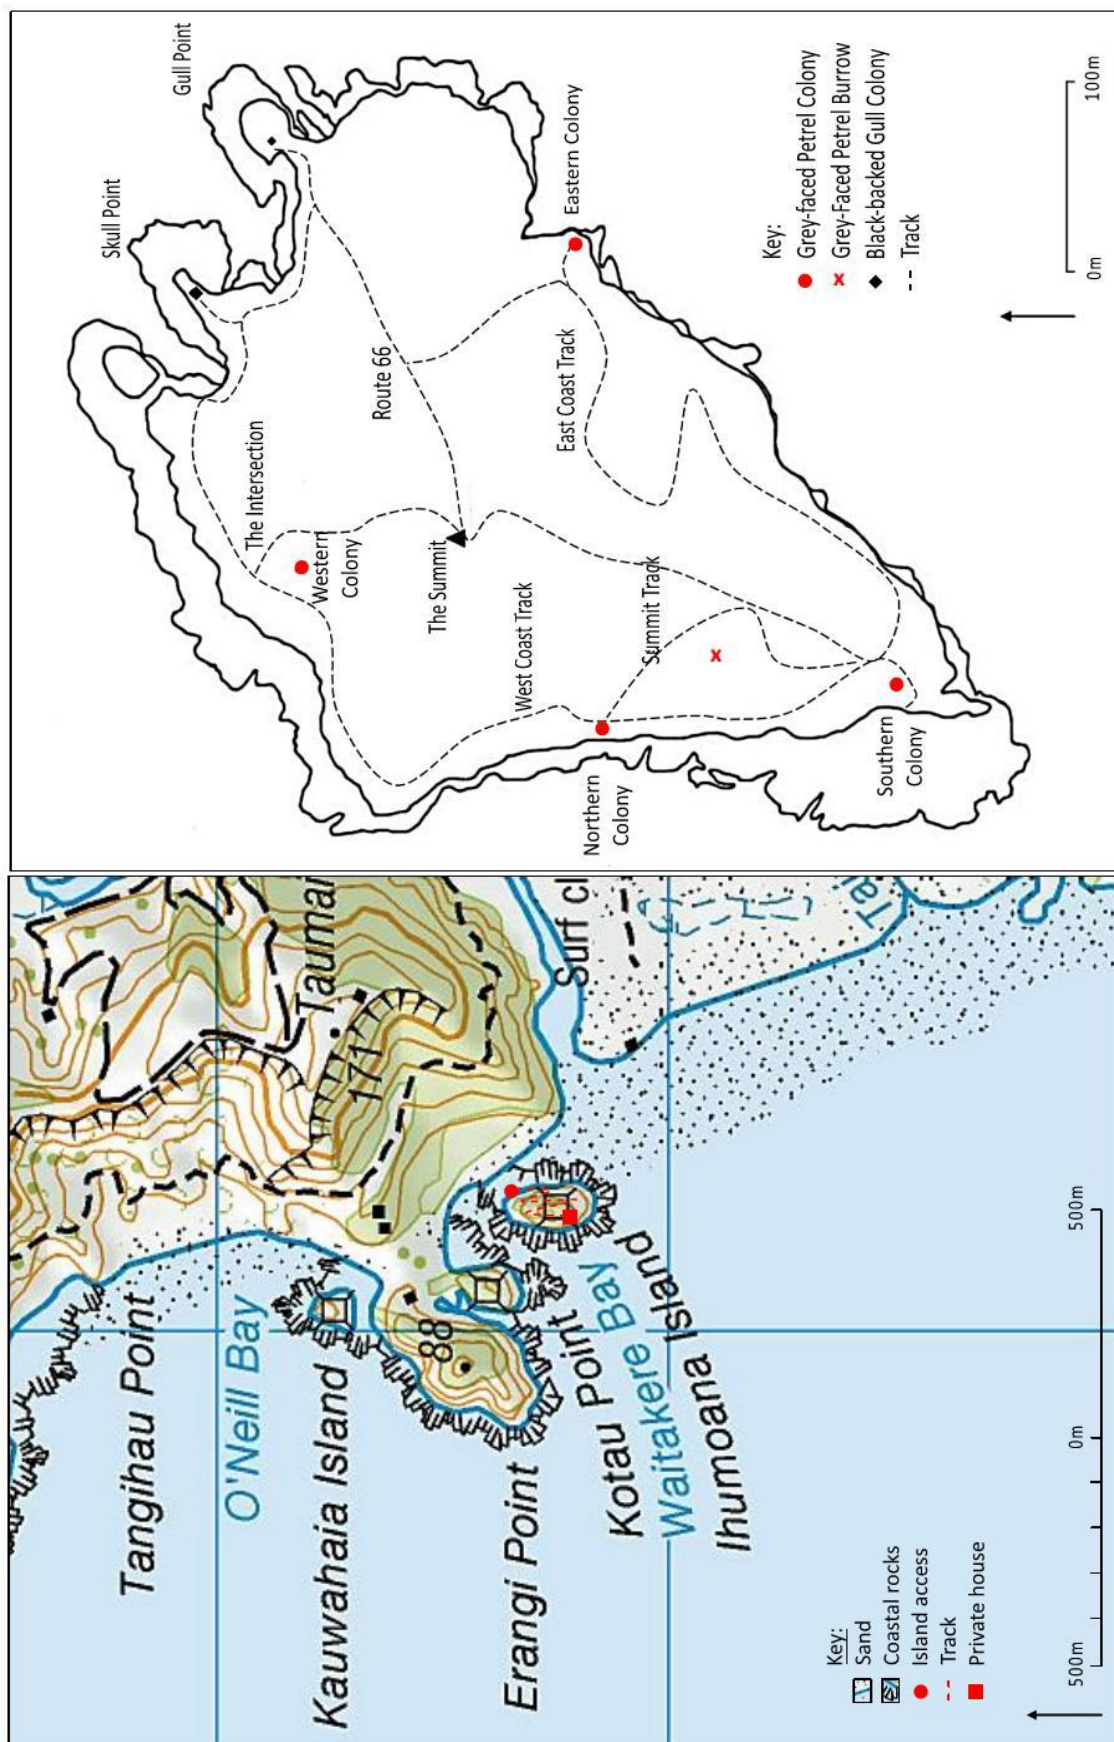 Tangihau Point
O'Neill Bay
Kauwahaia Island
Erangi Point
Kotau Point
Waitakere Bay
Ihumoana Island
88
171
Taumai
Surf cl
Ta
Key:
Sand
Coastal rocks
Island access
Track
Private house
500m
0m
500m
Gull Point
Skull Point
The Intersection
Western
Colony
Route 66
The Summit
West Coast Track
East Coast Track
Eastern Colony
Summit Track
Northern
Colony
Southern
Colony
Key:
Grey-faced Petrel Colony
Grey-Faced Petrel Burrow
Black-backed Gull Colony
Track
0m
100m